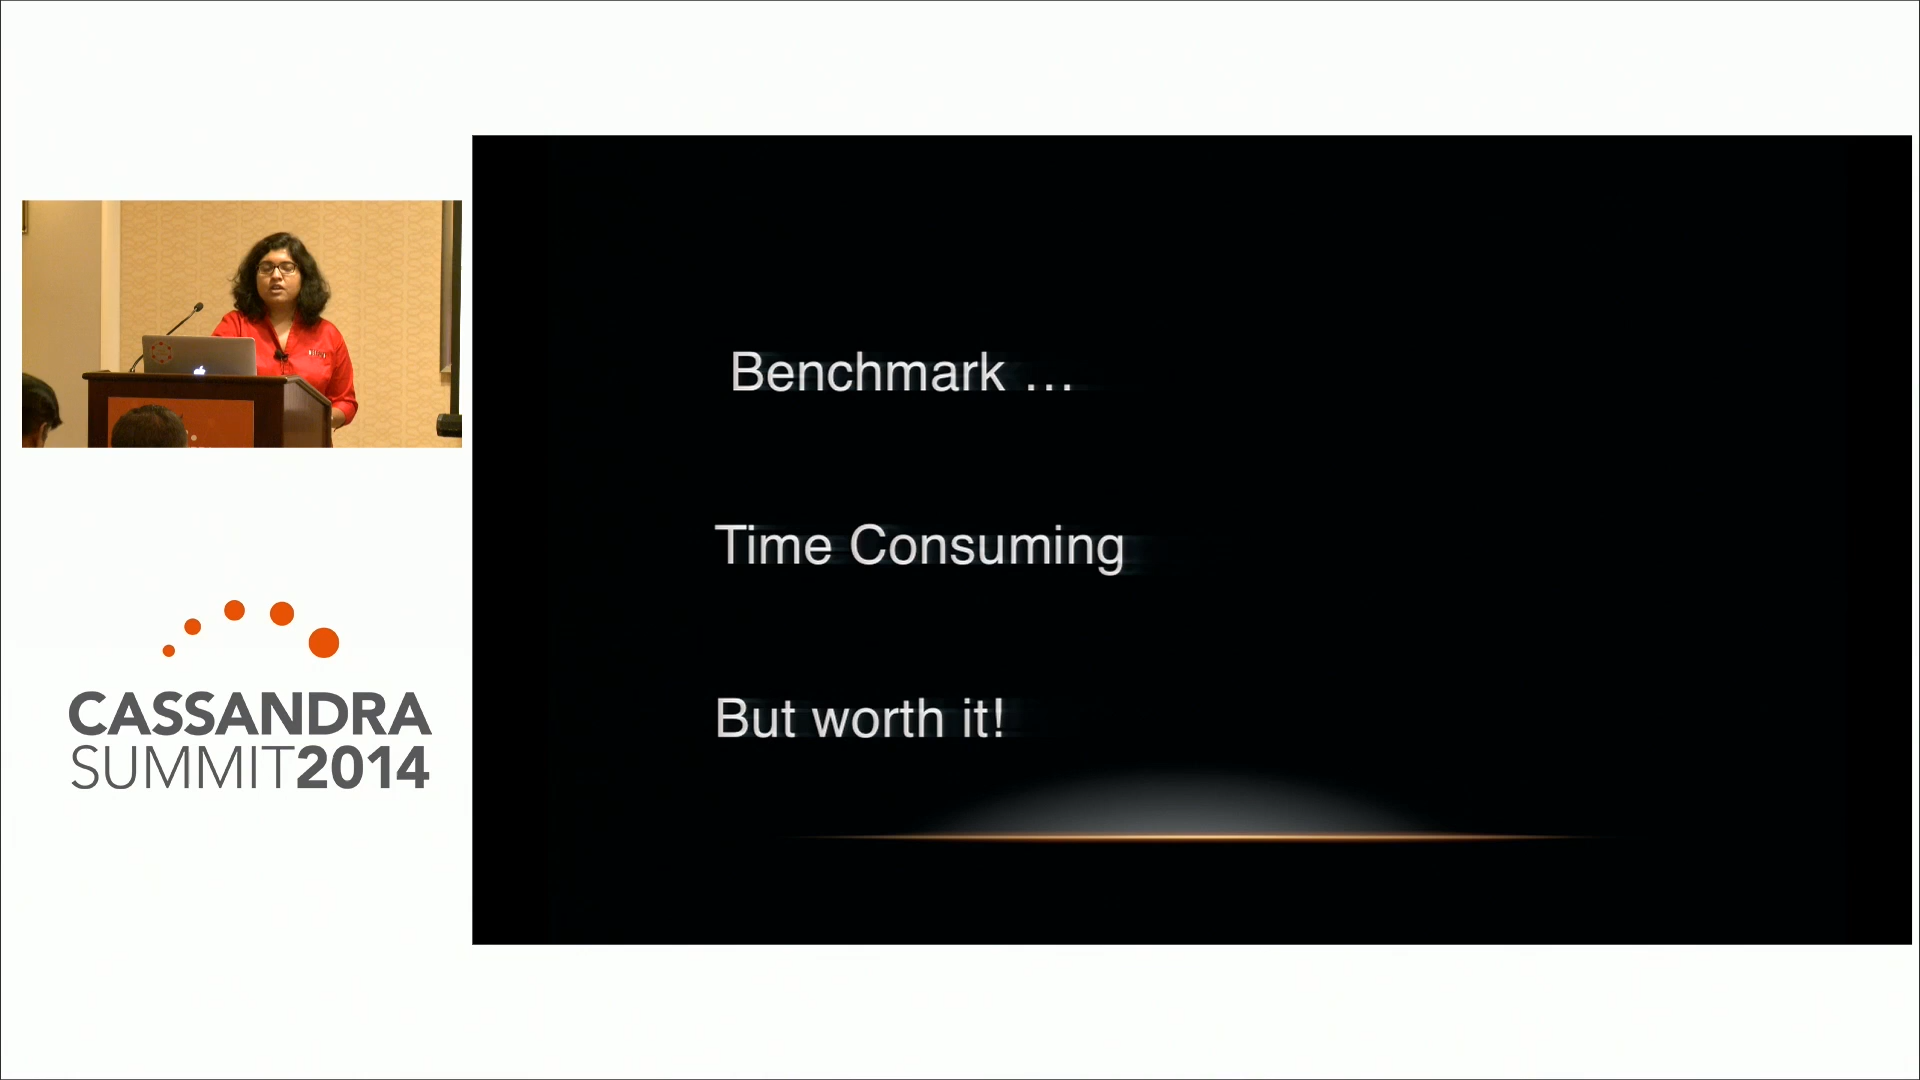 Benchmark …
Time Consuming
But worth it!
CASSANDRA
SUMMIT2014